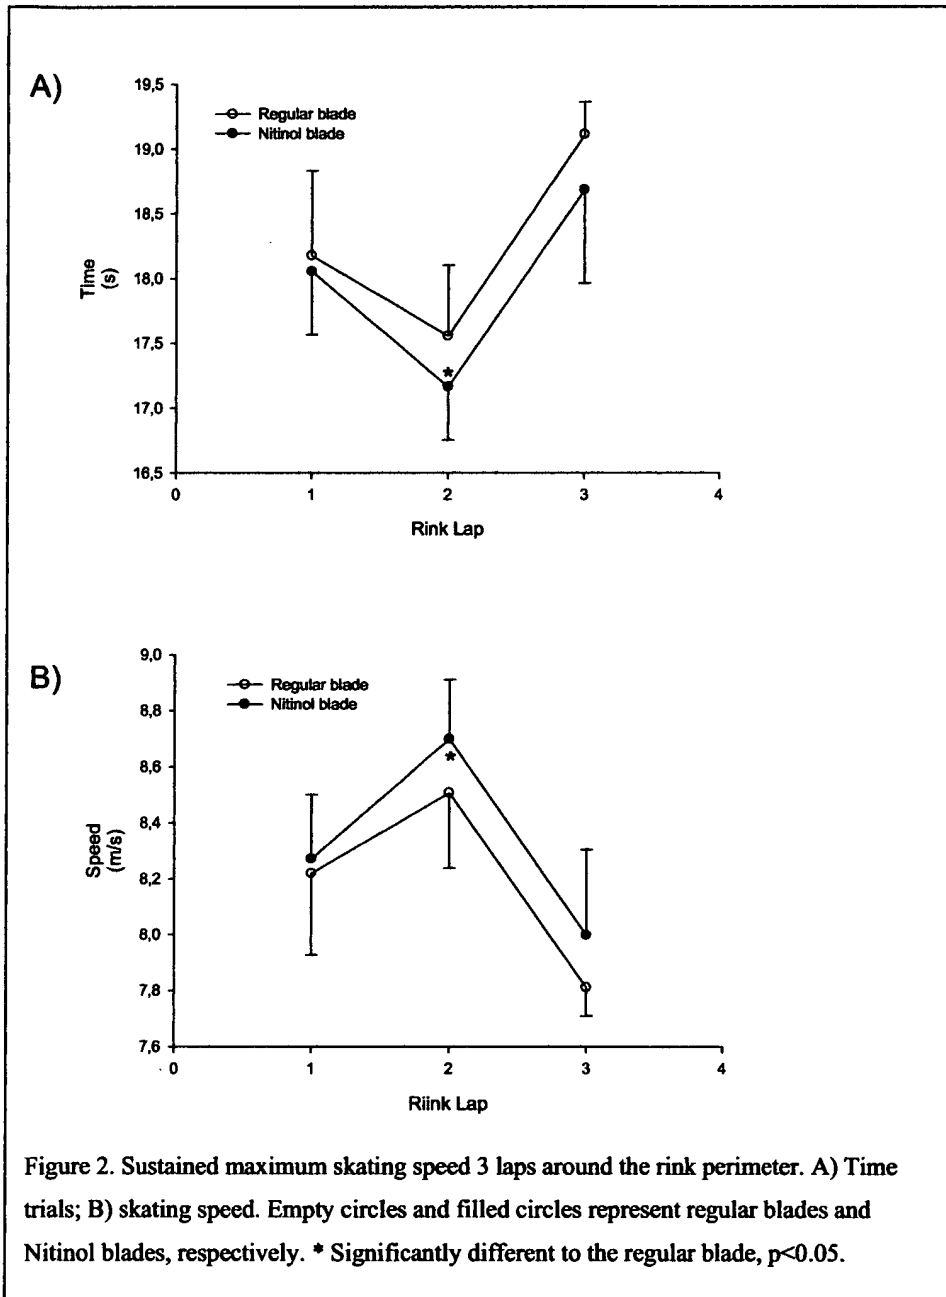 A)
19,5
19,0
18,5
18,0
17,5
17,0
16,5
Time
(s)
Regular blade
Nitinol blade
*
0 1 2 3 4
Rink Lap
B)
9,0
8,8
8,6
8,4
8,2
8,0
7,8
7,6
Speed
(m/s)
Regular blade
Nitinol blade
*
0 1 2 3 4
Riink Lap
Figure 2. Sustained maximum skating speed 3 laps around the rink perimeter. A) Time
trials; B) skating speed. Empty circles and filled circles represent regular blades and
Nitinol blades, respectively. * Significantly different to the regular blade, p<0.05.